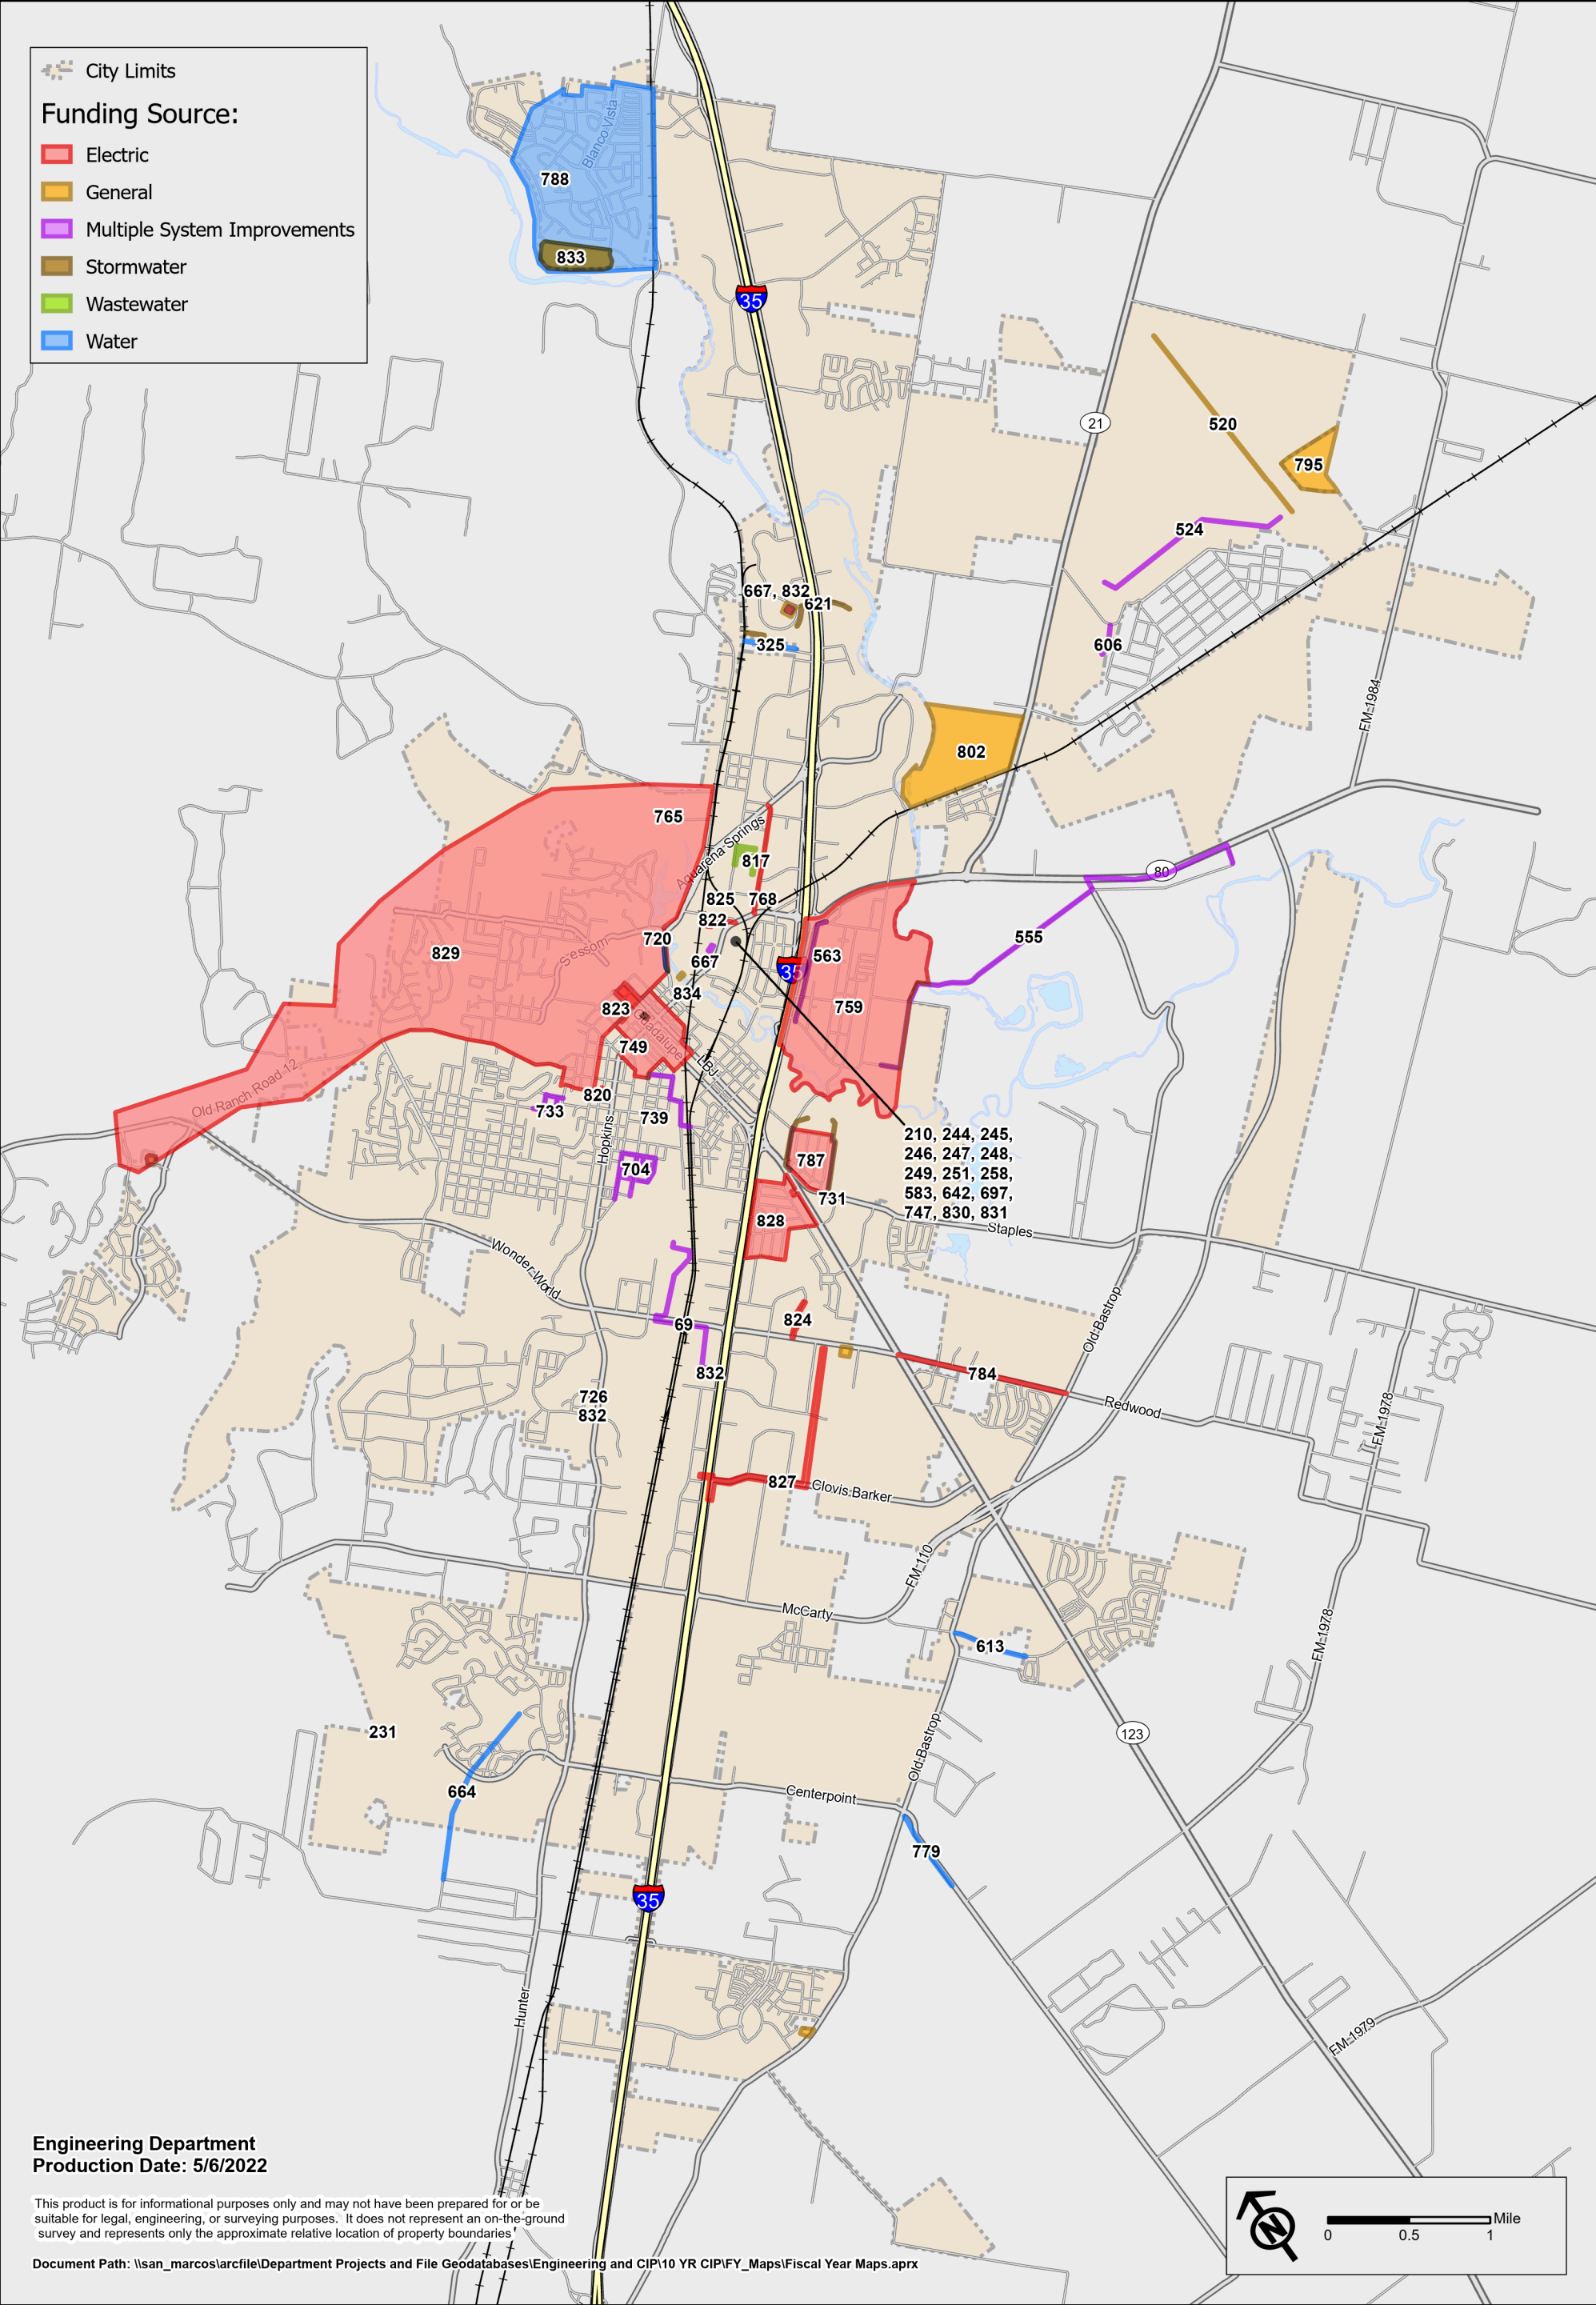 City Limits
Funding Source:
Electric
General
Multiple System Improvements
Stormwater
Wastewater
Water
Blanco Vista
788
833
35
21
520
795
524
667, 832
621
325
606
FM-1984
802
765
Aquarena Springs
817
80
825
768
822
720
555
829
Sessom
667
563
35
834
823
759
Guadalupe
749
LBJ
Old Ranch Road 12
820
733
739
210, 244, 245,
246, 247, 248,
249, 251, 258,
583, 642, 697,
747, 830, 831
Hopkins
704
787
731
828
Staples
Wonder World
69
824
Old Bastrop
832
784
726
832
Redwood
FM-1978
827
Clovis Barker
FM-110
McCarty
613
FM-1978
231
123
Old Bastrop
664
Centerpoint
779
35
Hunter
FM-1979
Engineering Department
Production Date: 5/6/2022
This product is for informational purposes only and may not have been prepared for or be
suitable for legal, engineering, or surveying purposes. It does not represent an on-the-ground
survey and represents only the approximate relative location of property boundaries
Document Path: \\san_marcos\arcfile\Department Projects and File Geodatabases\Engineering and CIP\10 YR CIP\FY_Maps\Fiscal Year Maps.aprx
N
Mile
0 0.5 1